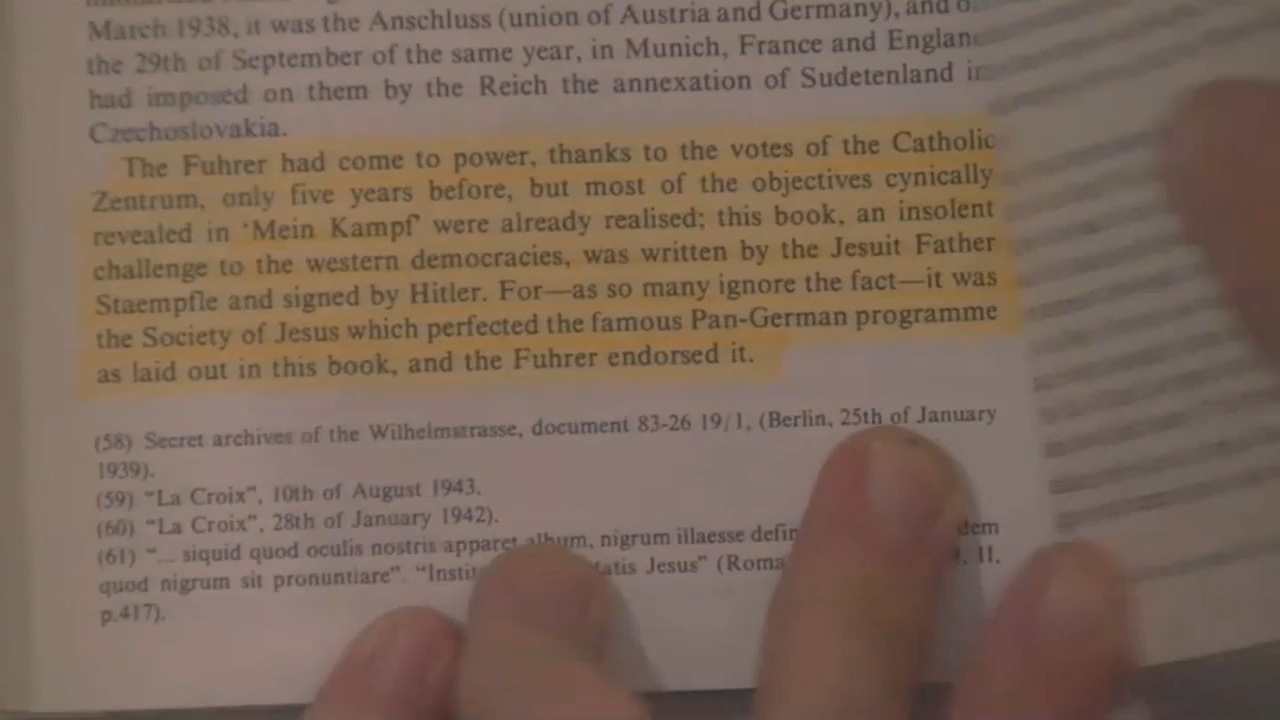 March 1938, it was the Anschluss (union of Austria and Germany), and
the 29th of September of the same year, in Munich, France and
had imposed on them by the Reich the annexation of Sudetenland
Czechoslovakia.
The Fuhrer had come to power, thanks to the votes of the Catholic
Zentrum, only five years before, but most of the objectives cynically
revealed in 'Mein Kampf' were already realised; this book, an insolent
challenge to the western democracies, was written by the Jesuit Father
Staempfle and signed by Hitler. For—as so many ignore the fact—it was
the Society of Jesus which perfected the famous Pan-German programme
as laid out in this book, and the Fuhrer endorsed it.
(58) Secret archives of the Wilhelmstrasse, document 83-26 19/1, (Berlin, 25th of January
1939).
(59) "La Croix", 10th of August 1943.
(60) "La Croix", 28th of January 1942).
(61) "... siquid quod oculis nostris apparet album, nigrum illaesse
quod nigrum sit pronuntiare". Jesus" (Roma II,
p.417).